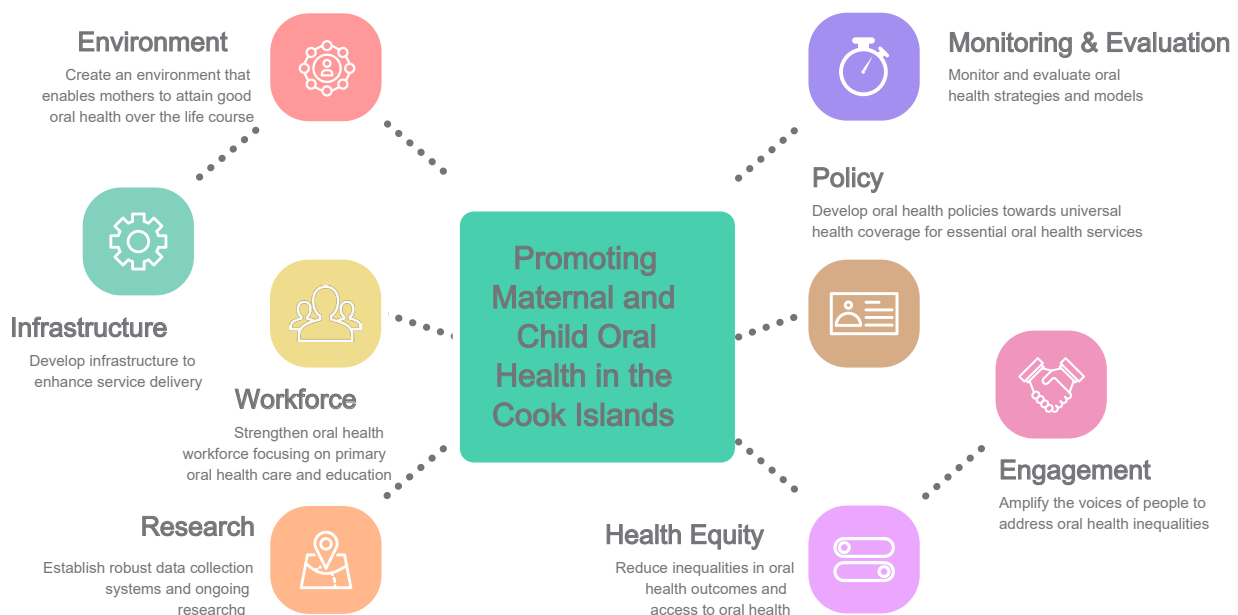 Environment
Create an environment that
enables mothers to attain good
oral health over the life course
Monitoring & Evaluation
Monitor and evaluate oral
health strategies and models
Policy
Develop oral health policies towards universal
health coverage for essential oral health services
Promoting
Maternal and
Child Oral
Health in the
Cook Islands
Infrastructure
Develop infrastructure to
enhance service delivery
Workforce
Strengthen oral health
workforce focusing on primary
oral health care and education
Engagement
Amplify the voices of people to
address oral health inequalities
Research
Establish robust data collection
systems and ongoing
researchg
Health Equity
Reduce inequalities in oral
health outcomes and
access to oral health